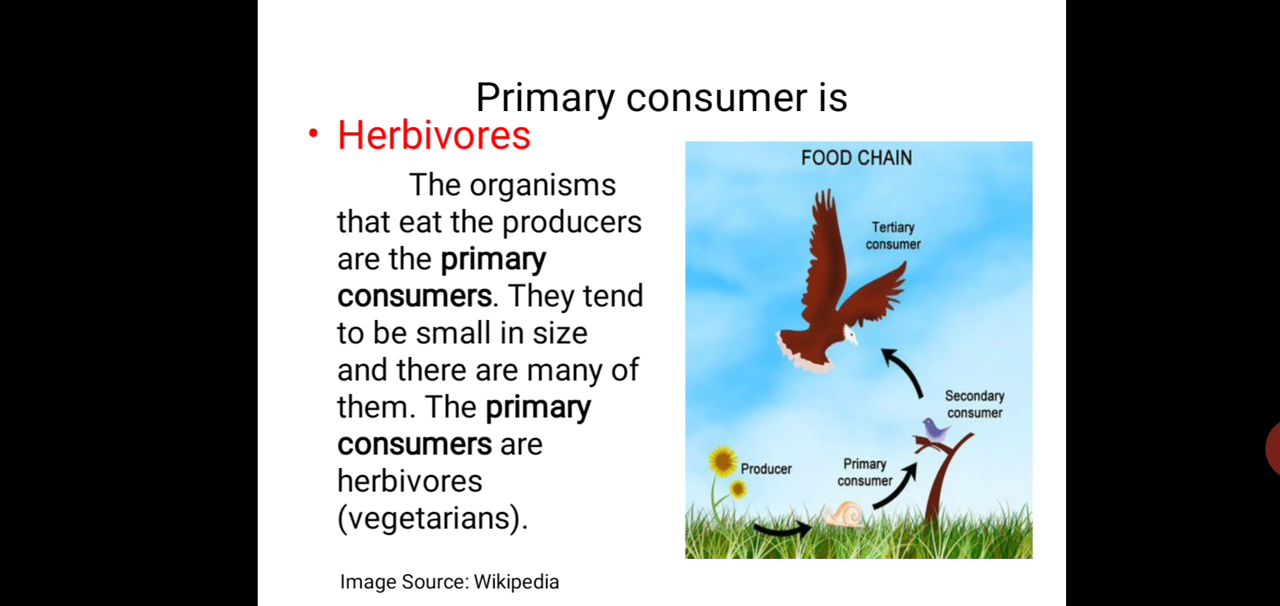 Primary consumer is
• Herbivores
The organisms
that eat the producers
are the primary
consumers. They tend
to be small in size
and there are many of
them. The primary
consumers are
herbivores
(vegetarians).
Image Source: Wikipedia
FOOD CHAIN
Tertiary
consumer
Secondary
consumer
Primary
consumer
Producer